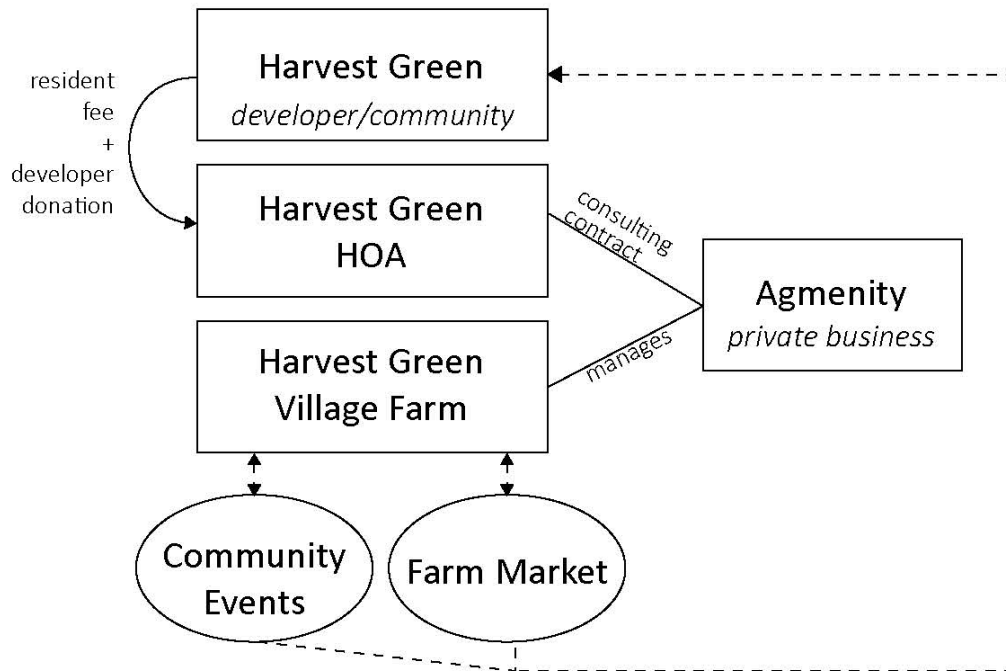 Harvest Green
developer/community
resident
fee
+
developer
donation
Harvest Green
HOA
consulting
contract
Agmenity
private business
manages
Harvest Green
Village Farm
Community
Events
Farm Market